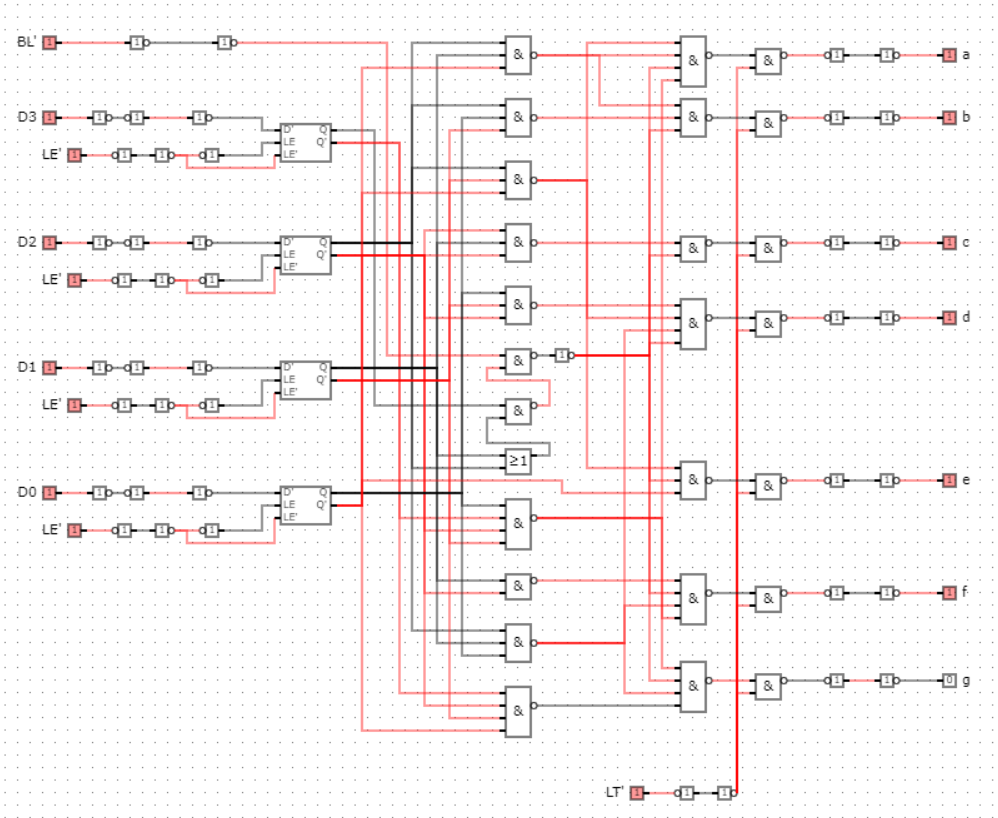 BL' 1 1 1
& & & 1 1 1 a
D3 1 1 1 1 & & & 1 1 1 b
D' Q
LE Q'
LE' 1 1 1 1 LE'
&
D2 1 1 1 1 D' Q & & & 1 1 1 c
LE Q'
LE'
LE' 1 1 1 1
&
& & 1 1 1 d
& 1
D1 1 1 1 1 D' Q
LE Q'
LE'
LE' 1 1 1 1 &
≥1
& & 1 1 1 e
D0 1 1 1 1 D' Q
LE Q'
LE'
&
LE' 1 1 1 1
&
& & 1 1 1 f
&
& & 1 1 0 g
&
LT' 1 1 1